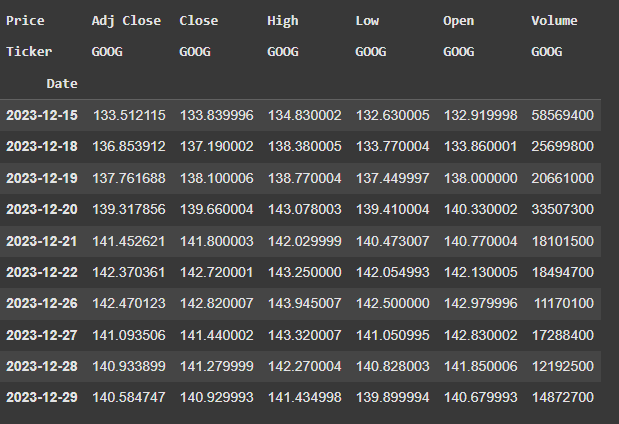 Price Adj Close Close High Low Open Volume
Ticker GOOG GOOG GOOG GOOG GOOG GOOG
Date
2023-12-15 133.512115 133.839996 134.830002 132.630005 132.919998 58569400
2023-12-18 136.853912 137.190002 138.380005 133.770004 133.860001 25699800
2023-12-19 137.761688 138.100006 138.770004 137.449997 138.000000 20661000
2023-12-20 139.317856 139.660004 143.078003 139.410004 140.330002 33507300
2023-12-21 141.452621 141.800003 142.029999 140.473007 140.770004 18101500
2023-12-22 142.370361 142.720001 143.250000 142.054993 142.130005 18494700
2023-12-26 142.470123 142.820007 143.945007 142.500000 142.979996 11170100
2023-12-27 141.093506 141.440002 143.320007 141.050995 142.830002 17288400
2023-12-28 140.933899 141.279999 142.270004 140.828003 141.850006 12192500
2023-12-29 140.584747 140.929993 141.434998 139.899994 140.679993 14872700